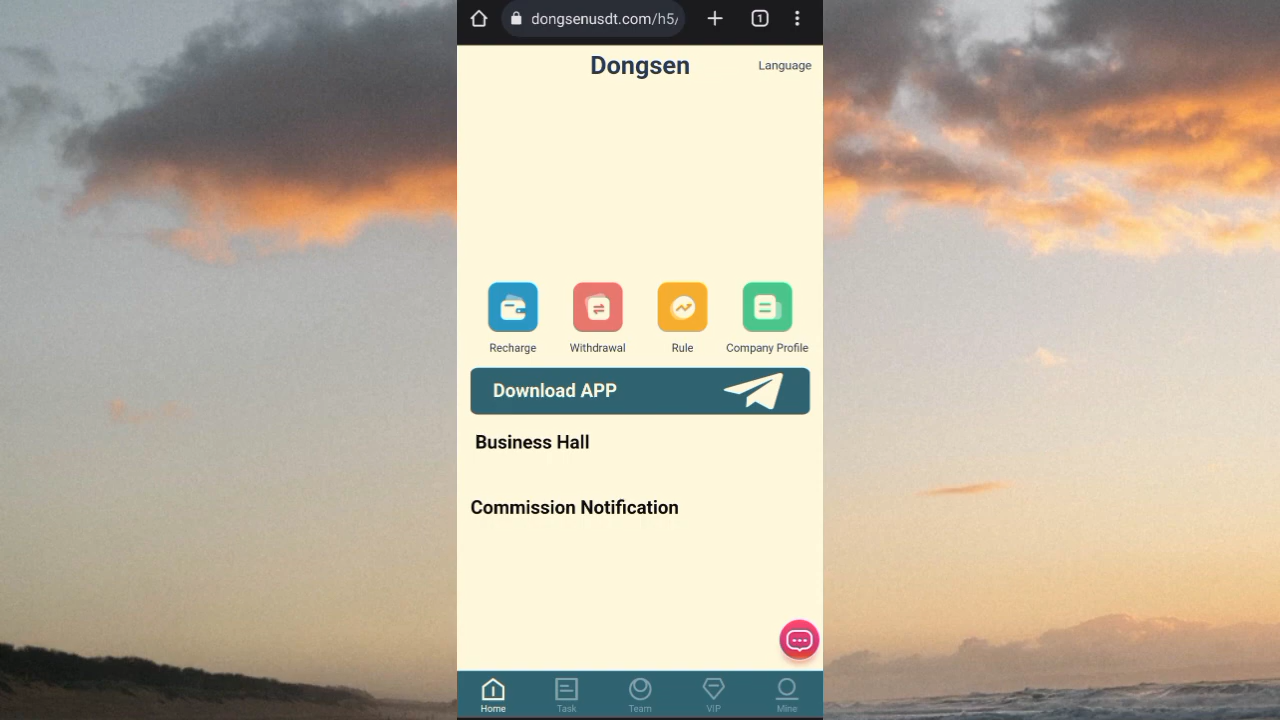 dongsenusdt.com/h5/
1
Dongsen
Language
Recharge
Withdrawal
Rule
Company Profile
Download APP
Business Hall
Commission Notification
Home
Task
Team
VIP
Mine